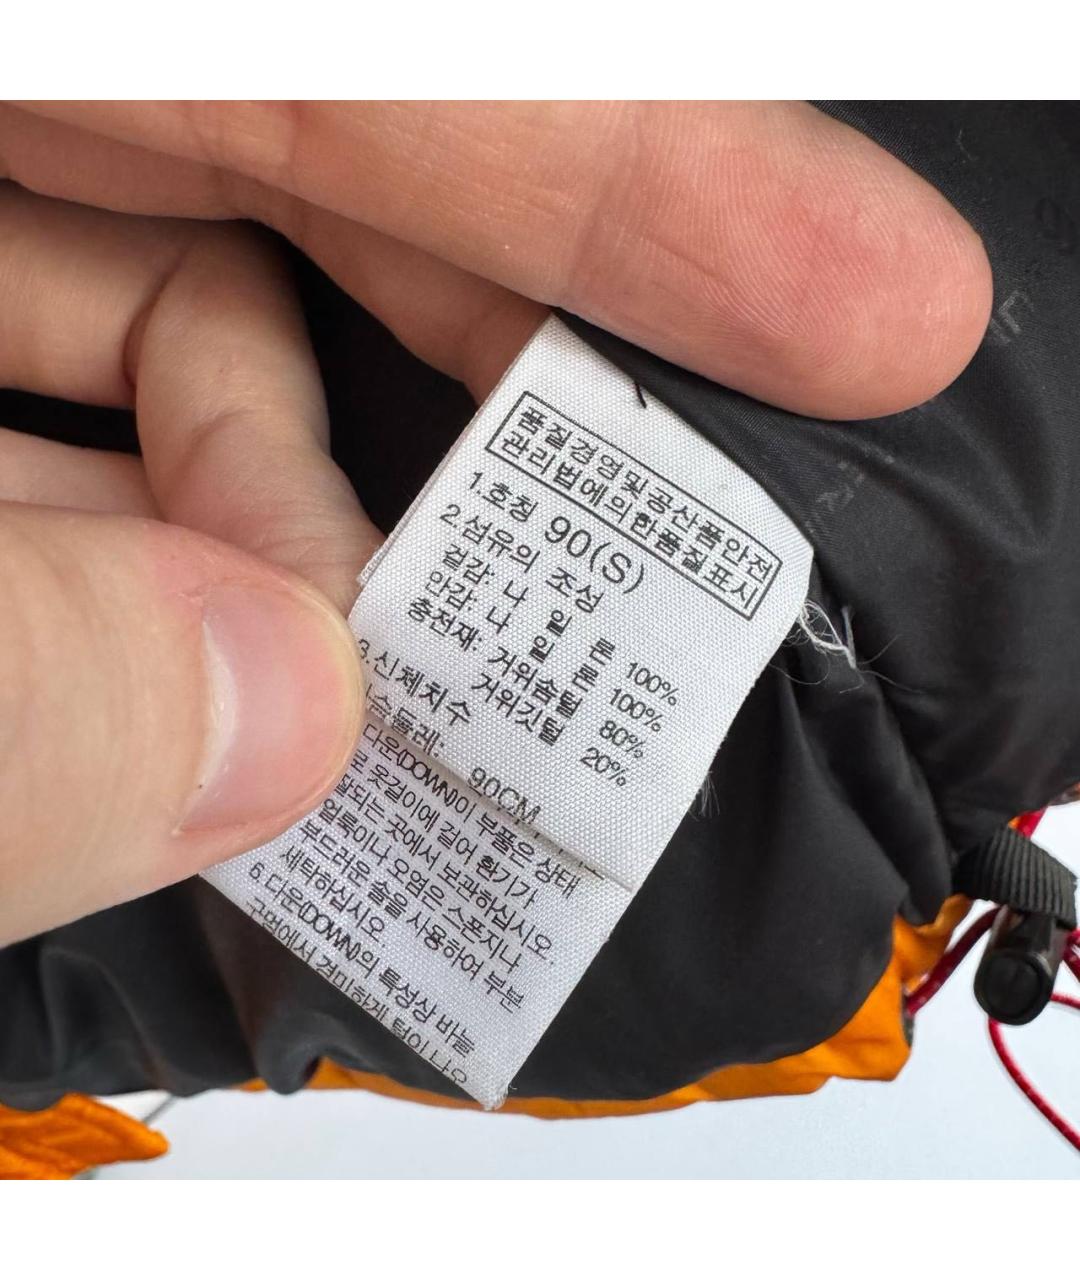 품질경영및공산품안전
관리법에의한품질표시
1.호칭 90(S)
2.섬유의 조성
겉감: 나 일 론 100%
안감: 나 일 론 100%
충전재: 거위솜털 80%
거위깃털 20%
3.신체치수
가슴둘레: 90CM
다운(DOWN)이 부품은 상태
로 옷걸이에 걸어 환기가
잘되는 곳에서 보관하십시오.
얼룩이나 오염은 스폰지나
부드러운 솔을 사용하여 부분
세탁하십시오.
6.다운(DOWN)의 특성상 바늘
구멍에서 경미하게 털이 나오